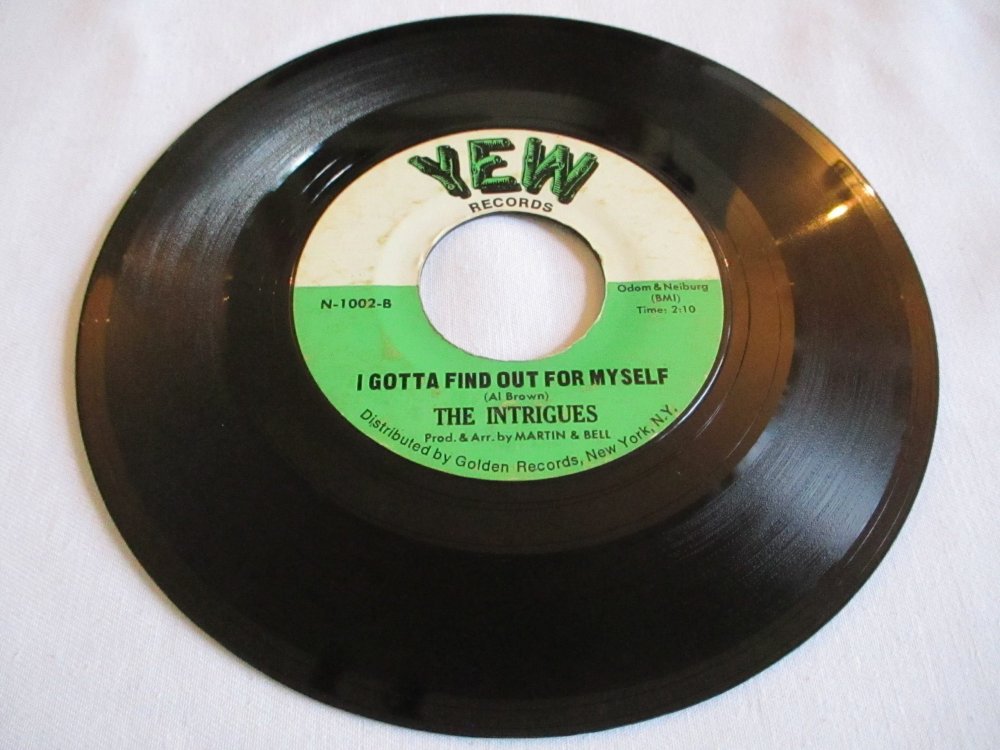 YEW
RECORDS
N-1002-B
Odom & Neiburg
(BMI)
Time: 2:10
I GOTTA FIND OUT FOR MYSELF
(Al Brown)
THE INTRIGUES
Prod. & Arr. by MARTIN & BELL
Distributed by Golden Records, New York, N.Y.